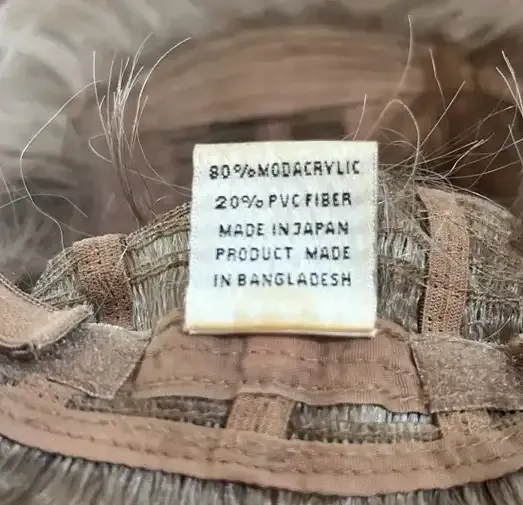 80% MODACRYLIC
20% PVC FIBER
MADE IN JAPAN
PRODUCT MADE
IN BANGLADESH